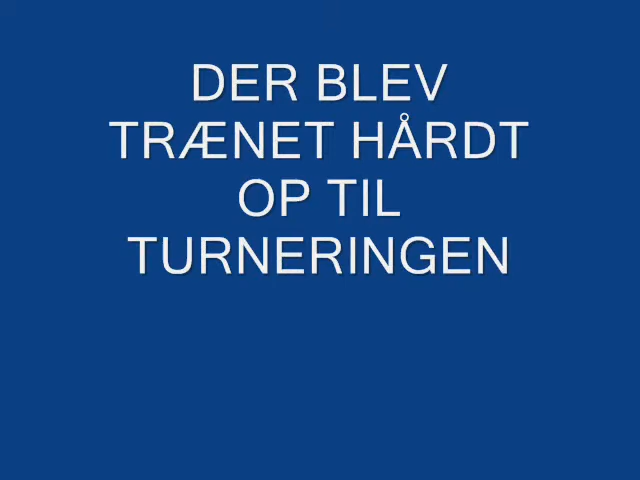 DER BLEV
TRÆNET HÅRDT
OP TIL
TURNERINGEN